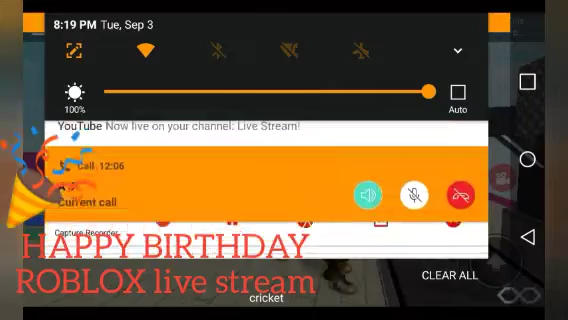 8:19 PM Tue, Sep 3
100%
Auto
YouTube Now live on your channel: Live Stream!
Call 12:06
Current call
Capture Recorder
HAPPY BIRTHDAY
ROBLOX live stream
CLEAR ALL
cricket